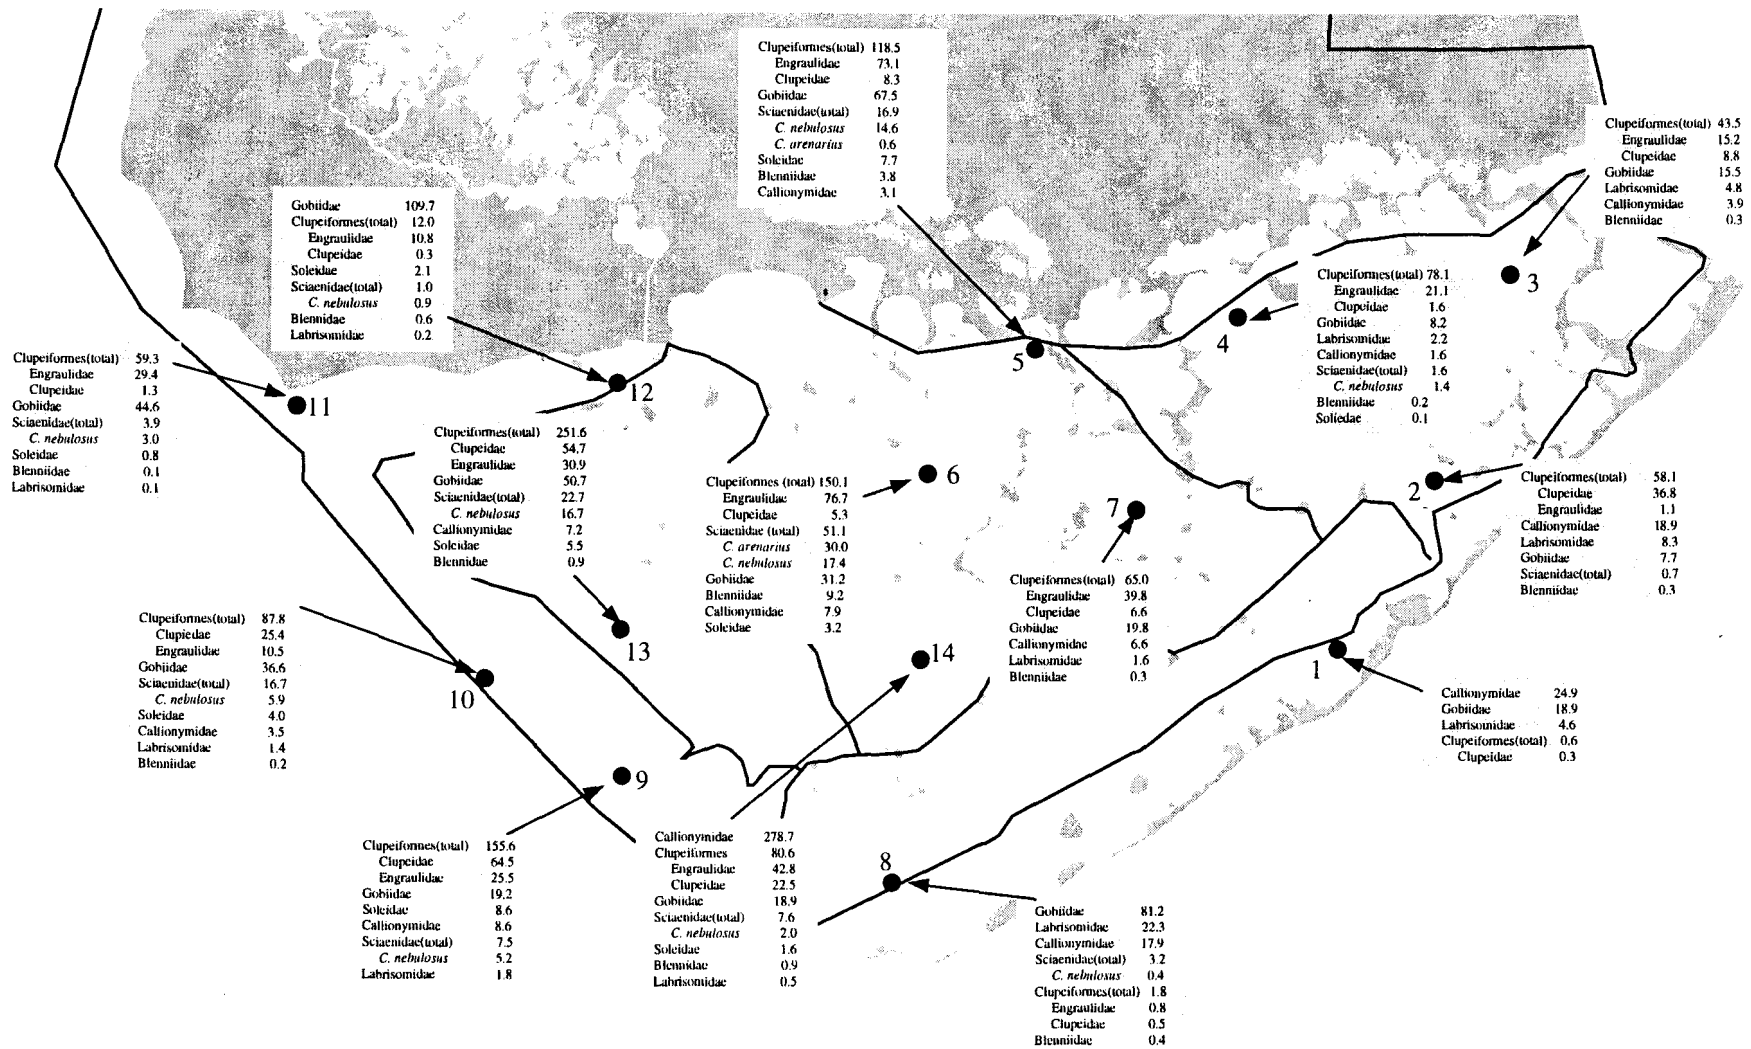 Clupeiformes(total) 118.5
Engraulidae 73.1
Clupeidae 8.3
Gobiidae 67.5
Sciaenidae(total) 16.9
C. nebulosus 14.6
C. arenarius 0.6
Soleidae 7.7
Blenniidae 3.8
Callionymidae 3.1
Clupeiformes(total) 43.5
Engraulidae 15.2
Clupeidae 8.8
Gobiidae 15.5
Labrisomidae 4.8
Callionymidae 3.9
Blenniidae 0.3
3
Gobiidae 109.7
Clupeiformes(total) 12.0
Engraulidae 10.8
Clupeidae 0.3
Soleidae 2.1
Sciaenidae(total) 1.0
C. nebulosus 0.9
Blennidae 0.6
Labrisomidae 0.2
12
Clupeiformes(total) 78.1
Engraulidae 21.1
Clupeidae 1.6
Gobiidae 8.2
Labrisomidae 2.2
Callionymidae 1.6
Sciaenidae(total) 1.6
C. nebulosus 1.4
Blenniidae 0.2
Soliedae 0.1
4
5
Clupeiformes(total) 59.3
Engraulidae 29.4
Clupeidae 1.3
Gobiidae 44.6
Sciaenidae(total) 3.9
C. nebulosus 3.0
Soleidae 0.8
Blenniidae 0.1
Labrisomidae 0.1
11
Clupeiformes(total) 251.6
Clupeidae 54.7
Engraulidae 30.9
Gobiidae 50.7
Sciaenidae(total) 22.7
C. nebulosus 16.7
Callionymidae 7.2
Soleidae 5.5
Blennidae 0.9
13
Clupeiformes (total) 150.1
Engraulidae 76.7
Clupeidae 5.3
Sciaenidae (total) 51.1
C. arenarius 30.0
C. nebulosus 17.4
Gobiidae 31.2
Blenniidae 9.2
Callionymidae 7.9
Soleidae 3.2
6
7
Clupeiformes(total) 65.0
Engraulidae 39.8
Clupeidae 6.6
Gobiidae 19.8
Callionymidae 6.6
Labrisomidae 1.6
Blenniidae 0.3
2
Clupeiformes(total) 58.1
Clupeidae 36.8
Engraulidae 1.1
Callionymidae 18.9
Labrisomidae 8.3
Gobiidae 7.7
Sciaenidae(total) 0.7
Blenniidae 0.3
Clupeiformes(total) 87.8
Clupiedae 25.4
Engraulidae 10.5
Gobiidae 36.6
Sciaenidae(total) 16.7
C. nebulosus 5.9
Soleidae 4.0
Callionymidae 3.5
Labrisomidae 1.4
Blenniidae 0.2
10
14
1
Callionymidae 24.9
Gobiidae 18.9
Labrisomidae 4.6
Clupeiformes(total) 0.6
Clupeidae 0.3
9
Clupeiformes(total) 155.6
Clupeidae 64.5
Engraulidae 25.5
Gobiidae 19.2
Soleidae 8.6
Callionymidae 8.6
Sciaenidae(total) 7.5
C. nebulosus 5.2
Labrisomidae 1.8
Callionymidae 278.7
Clupeiformes 80.6
Engraulidae 42.8
Clupeidae 22.5
Gobiidae 18.9
Sciaenidae(total) 7.6
C. nebulosus 2.0
Soleidae 1.6
Blennidae 0.9
Labrisomidae 0.5
8
Gobiidae 81.2
Labrisomidae 22.3
Callionymidae 17.9
Sciaenidae(total) 3.2
C. nebulosus 0.4
Clupeiformes(total) 1.8
Engraulidae 0.8
Clupeidae 0.5
Blenniidae 0.4